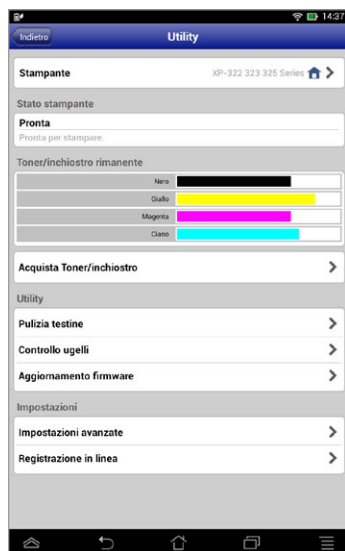 14:37
Indietro
Utility
Stampante
XP-322 323 325 Series
Stato stampante
Pronta
Pronta per stampare.
Toner/inchiostro rimanente
Nero
Giallo
Magenta
Ciano
Acquista Toner/inchiostro
Utility
Pulizia testine
Controllo ugelli
Aggiornamento firmware
Impostazioni
Impostazioni avanzate
Registrazione in linea